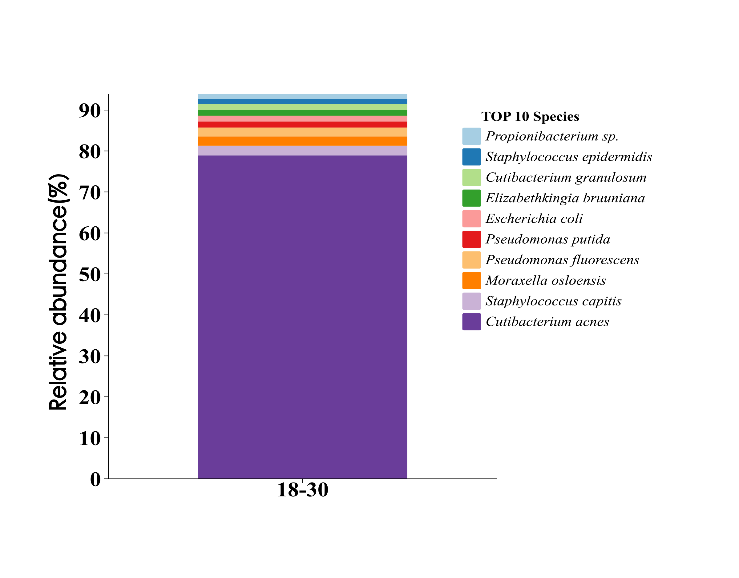 Relative abundance(%)
90
80
70
60
50
40
30
20
10
0
18-30
TOP 10 Species
Propionibacterium sp.
Staphylococcus epidermidis
Cutibacterium granulosum
Elizabethkingia bruuniana
Escherichia coli
Pseudomonas putida
Pseudomonas fluorescens
Moraxella osloensis
Staphylococcus capitis
Cutibacterium acnes